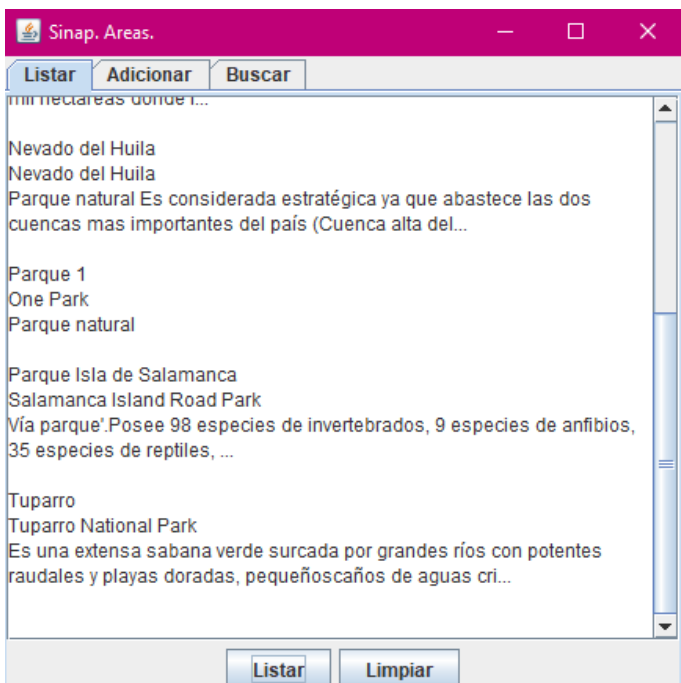 Sinap. Areas.
Listar Adicionar Buscar
mil hectáreas donde l...
Nevado del Huila
Nevado del Huila
Parque natural Es considerada estratégica ya que abastece las dos
cuencas mas importantes del país (Cuenca alta del...
Parque 1
One Park
Parque natural
Parque Isla de Salamanca
Salamanca Island Road Park
Vía parque'.Posee 98 especies de invertebrados, 9 especies de anfibios,
35 especies de reptiles, ...
Tuparro
Tuparro National Park
Es una extensa sabana verde surcada por grandes ríos con potentes
raudales y playas doradas, pequeñoscaños de aguas cri...
Listar Limpiar